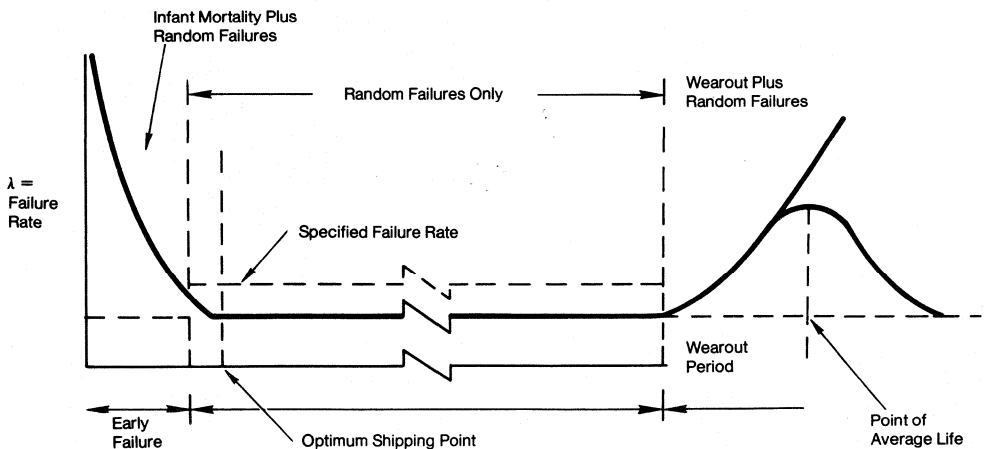 Infant Mortality Plus
Random Failures
Random Failures Only
Wearout Plus
Random Failures
λ =
Failure
Rate
Specified Failure Rate
Wearout
Period
Early
Failure
Optimum Shipping Point
Point of
Average Life